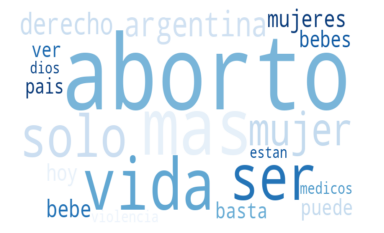 derecho argentina mujeres
ver bebes
dios
pais aborto
solo mas mujer
estan
hoy vida ser medicos
bebe violencia basta puede